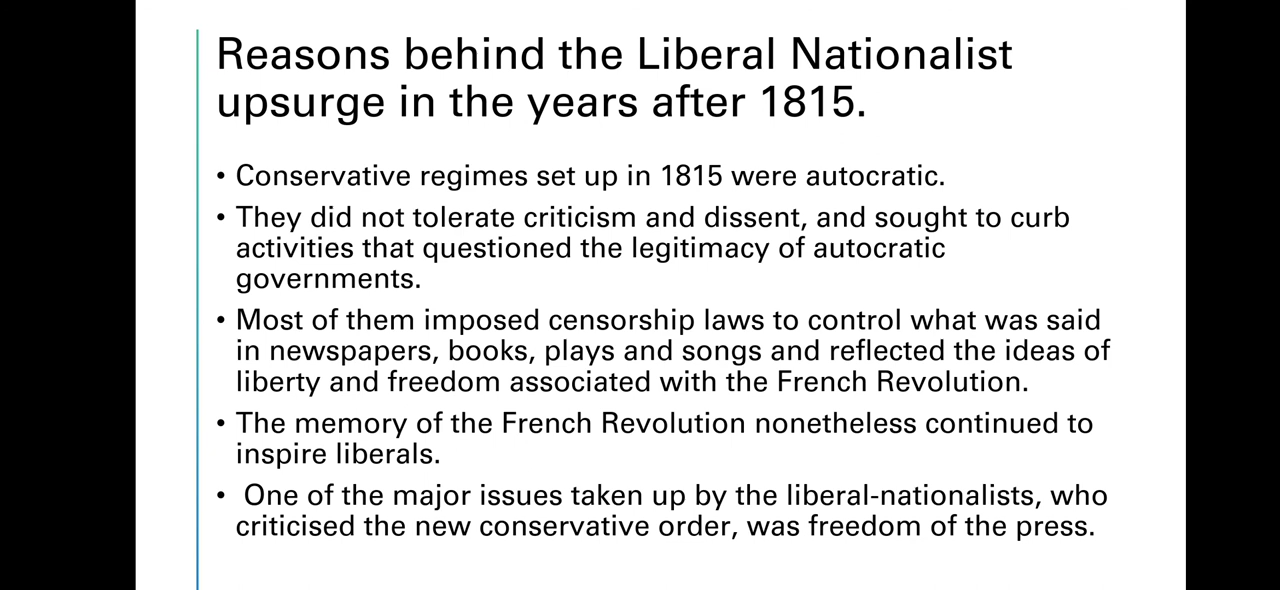 Reasons behind the Liberal Nationalist
upsurge in the years after 1815.
• Conservative regimes set up in 1815 were autocratic.
• They did not tolerate criticism and dissent, and sought to curb
activities that questioned the legitimacy of autocratic
governments.
• Most of them imposed censorship laws to control what was said
in newspapers, books, plays and songs and reflected the ideas of
liberty and freedom associated with the French Revolution.
• The memory of the French Revolution nonetheless continued to
inspire liberals.
• One of the major issues taken up by the liberal-nationalists, who
criticised the new conservative order, was freedom of the press.